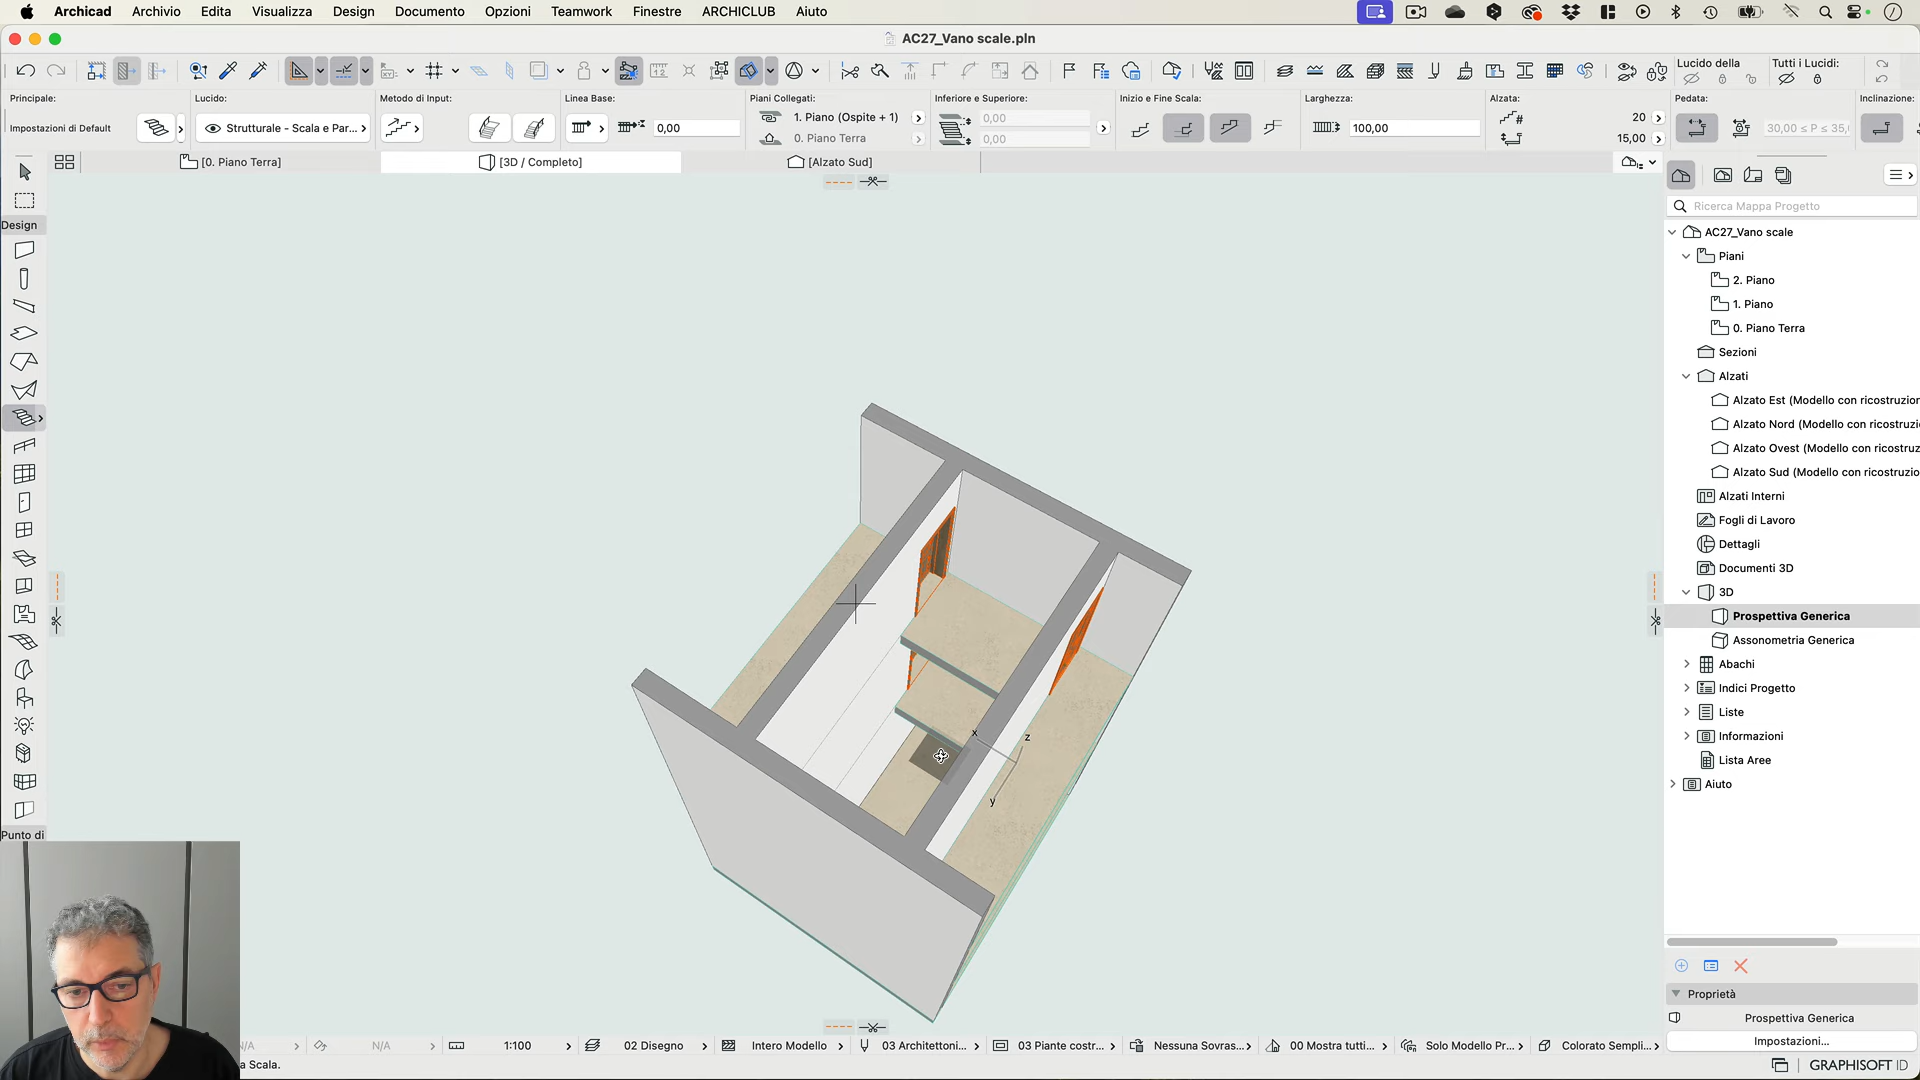 Archicad Archivio Edita Visualizza Design Documento Opzioni Teamwork Finestre ARCHICLUB Aiuto
AC27_Vano scale.pln
Lucido della
Tutti i Lucidi:
Principale:
Lucido:
Metodo di Input:
Linea Base:
Piani Collegati:
Inferiore e Superiore:
Inizio e Fine Scala:
Larghezza:
Alzata:
Pedata:
Inclinazione:
Impostazioni di Default
Strutturale - Scala e Par...
0,00
1. Piano (Ospite + 1)
0. Piano Terra
0,00
0,00
100,00
20
15,00
30,00 ≤ P ≤ 35,
[0. Piano Terra]
[3D / Completo]
[Alzato Sud]
Design
Punto di
Ricerca Mappa Progetto
AC27_Vano scale
Piani
2. Piano
1. Piano
0. Piano Terra
Sezioni
Alzati
Alzato Est (Modello con ricostruzion
Alzato Nord (Modello con ricostruzi
Alzato Ovest (Modello con ricostruz
Alzato Sud (Modello con ricostruzio
Alzati Interni
Fogli di Lavoro
Dettagli
Documenti 3D
3D
Prospettiva Generica
Assonometria Generica
Abachi
Indici Progetto
Liste
Informazioni
Lista Aree
Aiuto
x
z
y
Proprietà
Prospettiva Generica
Impostazioni...
N/A
N/A
1:100
02 Disegno
Intero Modello
03 Architettoni...
03 Piante costr...
Nessuna Sovras...
00 Mostra tutti...
Solo Modello Pr...
Colorato Sempli...
a Scala.
GRAPHISOFT ID